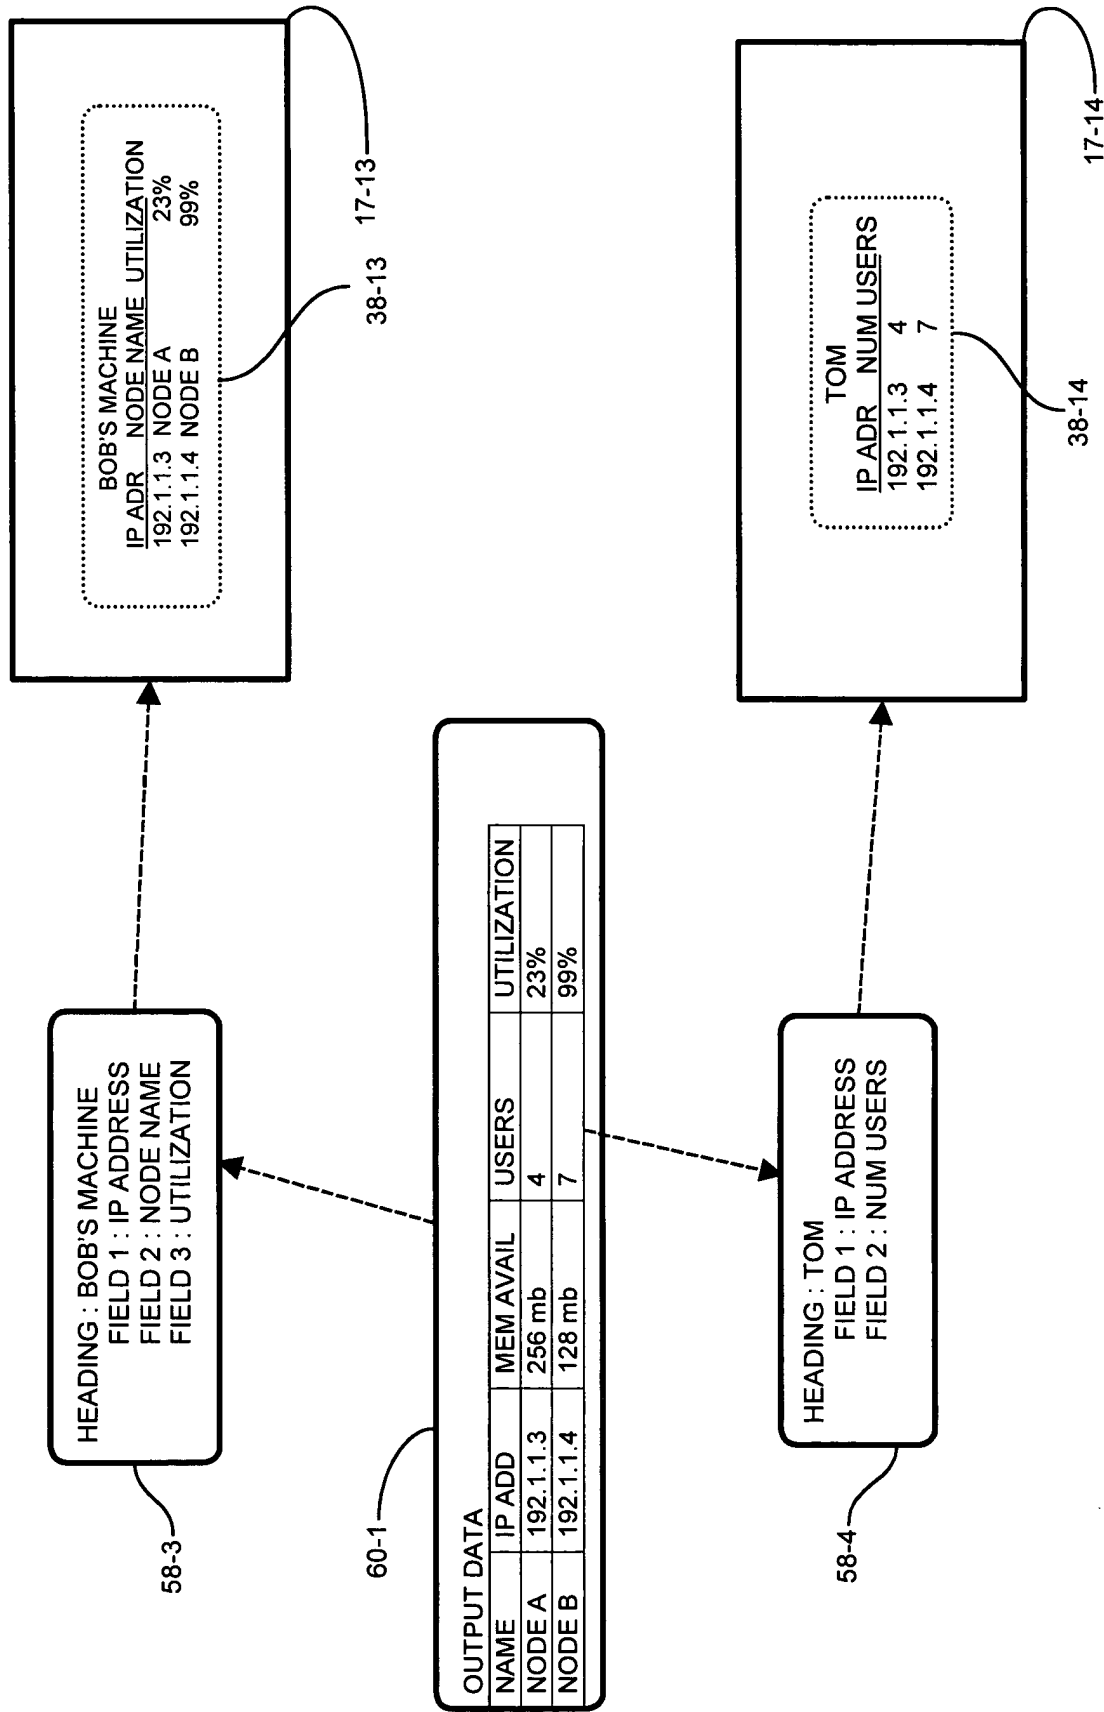 HEADING : BOB'S MACHINE
FIELD 1 : IP ADDRESS
FIELD 2 : NODE NAME
FIELD 3 : UTILIZATION
58-3
BOB'S MACHINE
IP ADR NODE NAME UTILIZATION
192.1.1.3 NODE A 23%
192.1.1.4 NODE B 99%
38-13
17-13
60-1
OUTPUT DATA
NAME IP ADD MEM AVAIL USERS UTILIZATION
NODE A 192.1.1.3 256 mb 4 23%
NODE B 192.1.1.4 128 mb 7 99%
HEADING : TOM
FIELD 1 : IP ADDRESS
FIELD 2 : NUM USERS
58-4
TOM
IP ADR NUM USERS
192.1.1.3 4
192.1.1.4 7
38-14
17-14